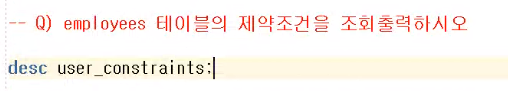 -- Q) employees 테이블의 제약조건을 조회출력하시오
desc user_constraints;